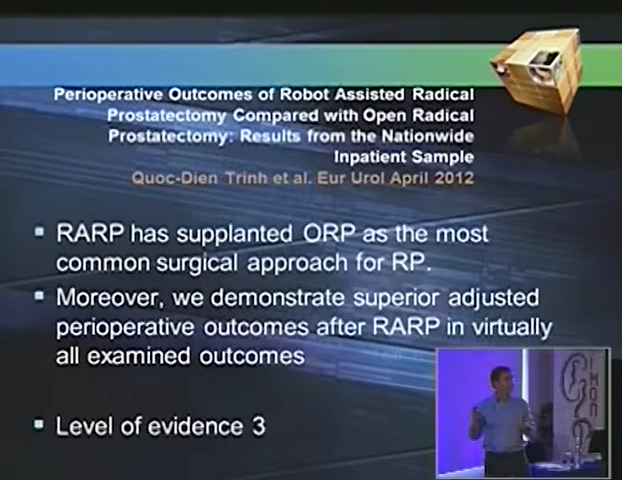 Perioperative Outcomes of Robot Assisted Radical
Prostatectomy Compared with Open Radical
Prostatectomy: Results from the Nationwide
Inpatient Sample
Quoc-Dien Trinh et al. Eur Urol April 2012
RARP has supplanted ORP as the most
common surgical approach for RP.
Moreover, we demonstrate superior adjusted
perioperative outcomes after RARP in virtually
all examined outcomes
Level of evidence 3